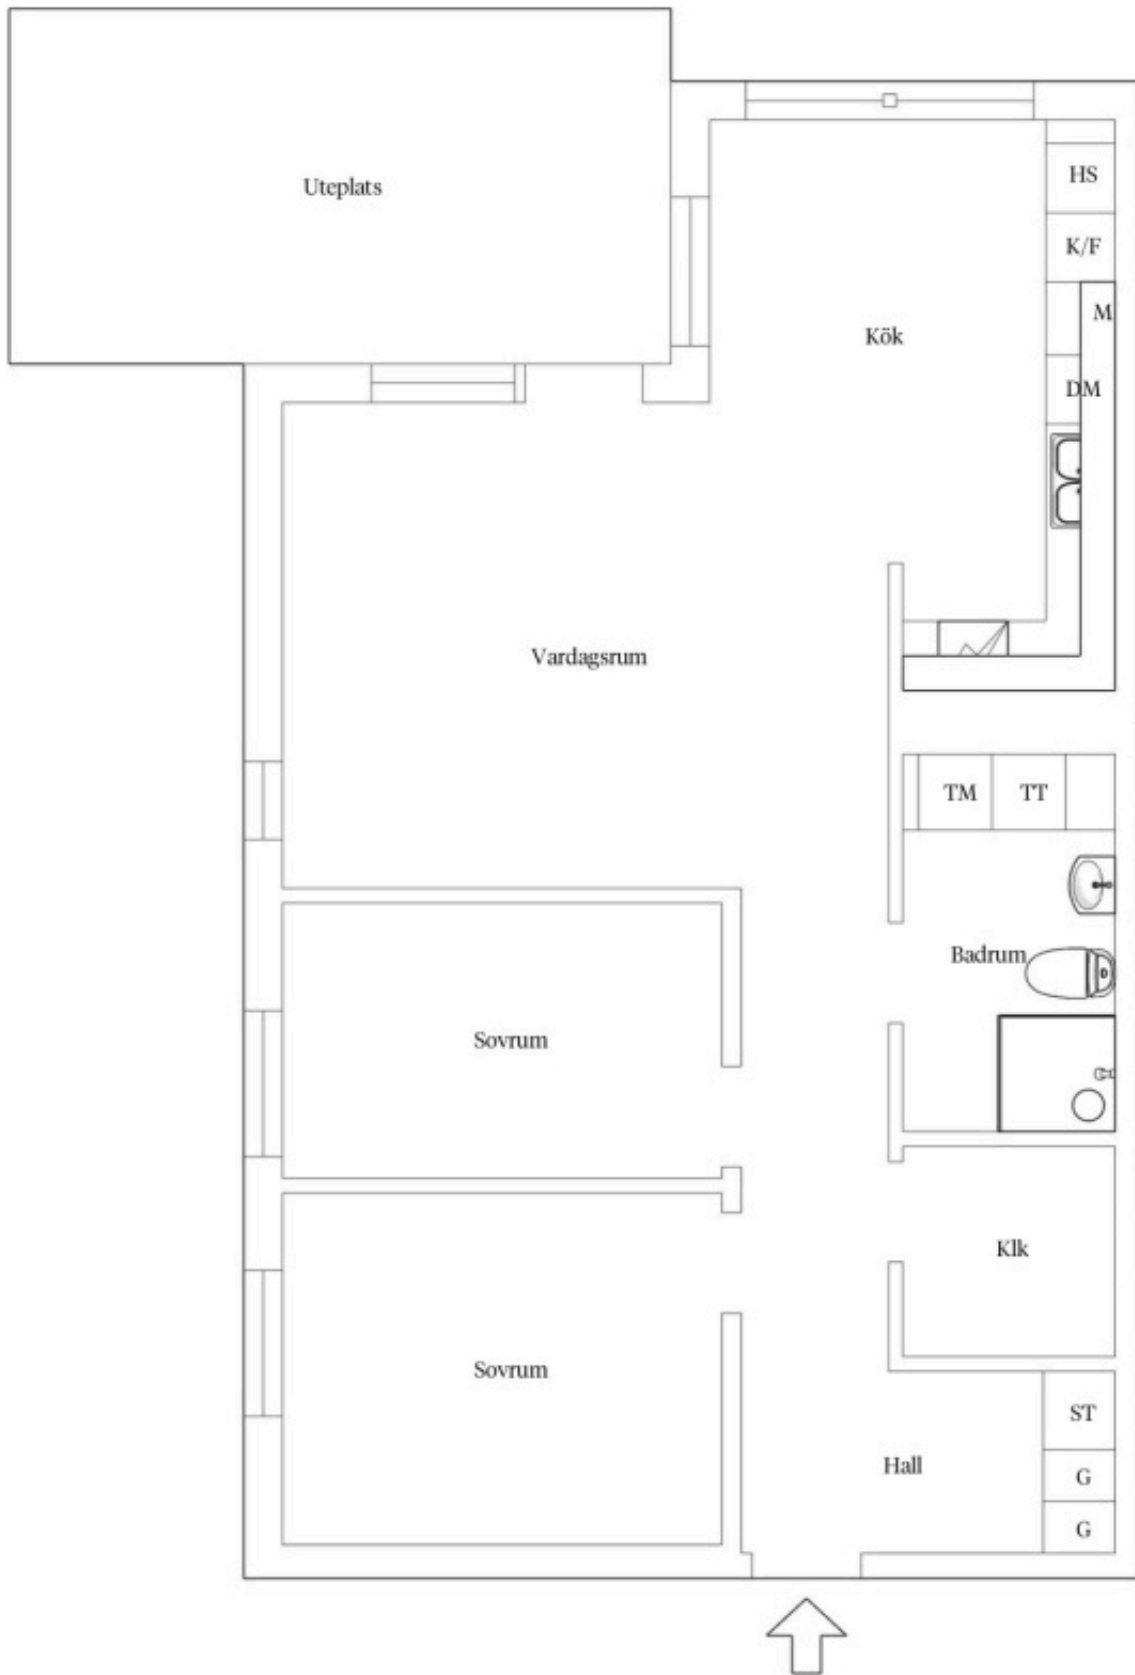 Uteplats
HS
K/F
M
Kök
DM
Vardagsrum
TM
TT
Badrum
Sovrum
Klk
Sovrum
ST
Hall
G
G